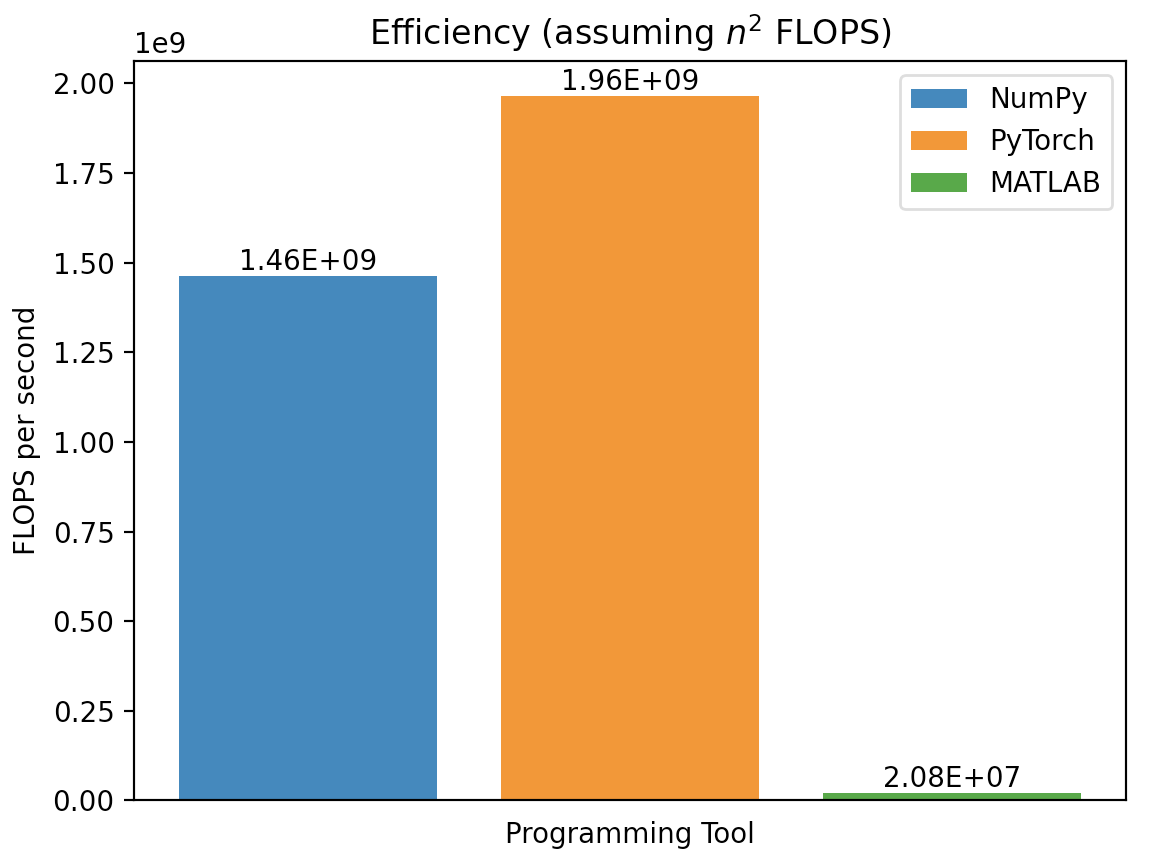 Efficiency (assuming n² FLOPS)
1e9
2.00
1.75
1.50
1.25
1.00
0.75
0.50
0.25
0.00
FLOPS per second
1.46E+09
1.96E+09
2.08E+07
NumPy
PyTorch
MATLAB
Programming Tool